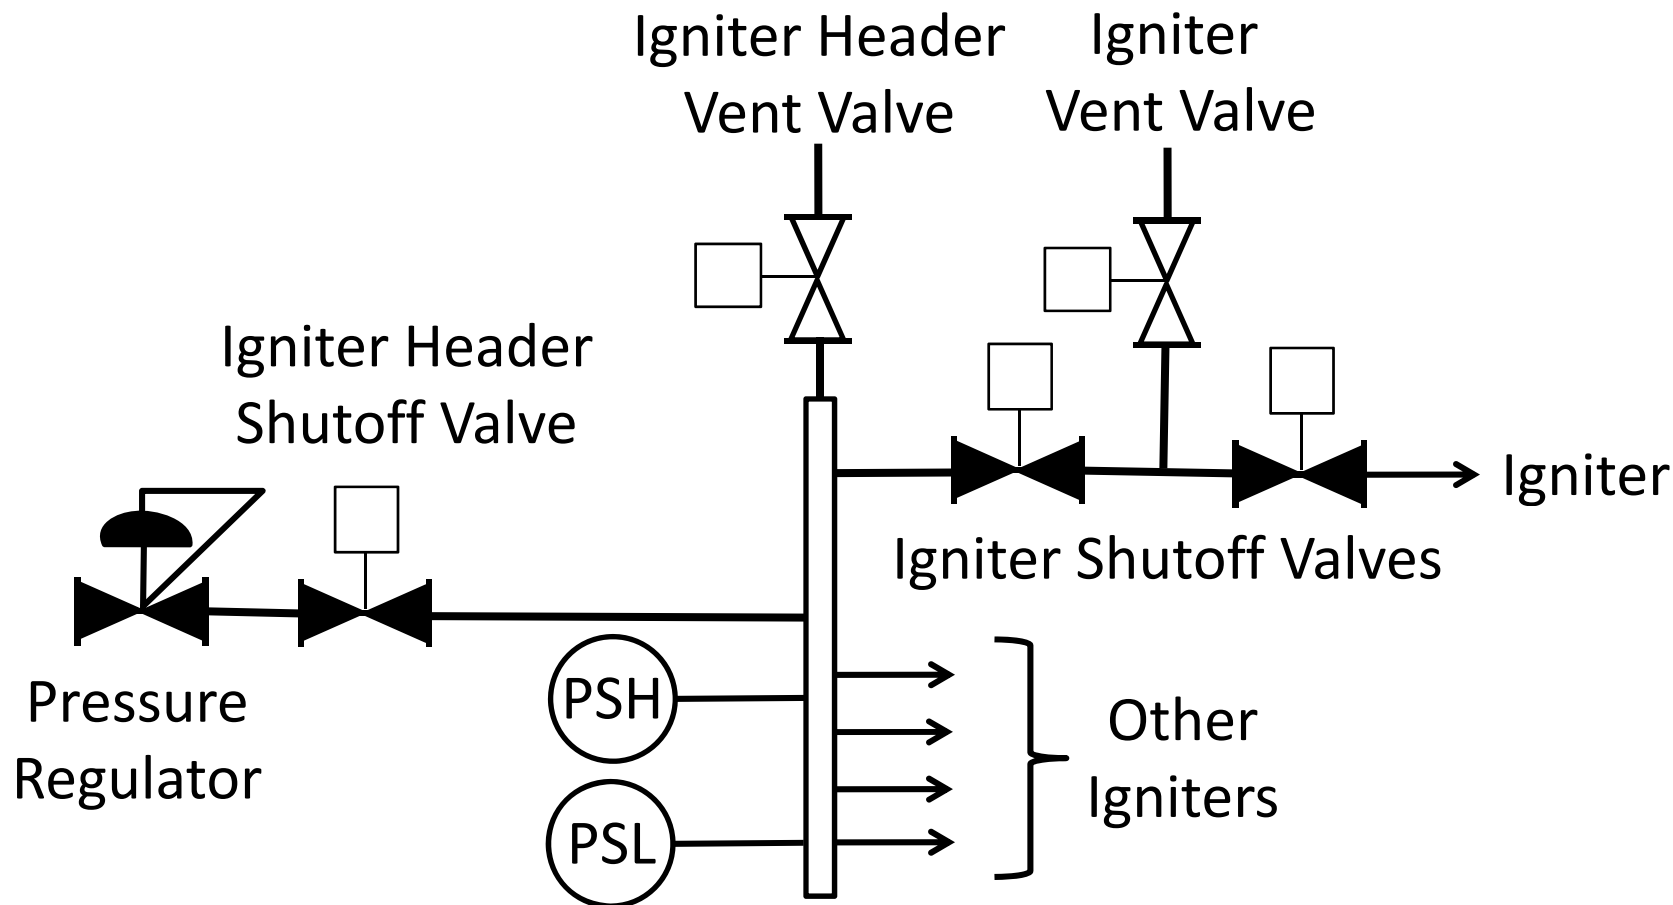 Igniter Header
Vent Valve
Igniter
Vent Valve
Igniter Header
Shutoff Valve
Igniter
Igniter Shutoff Valves
Pressure
Regulator
PSH
PSL
Other
Igniters